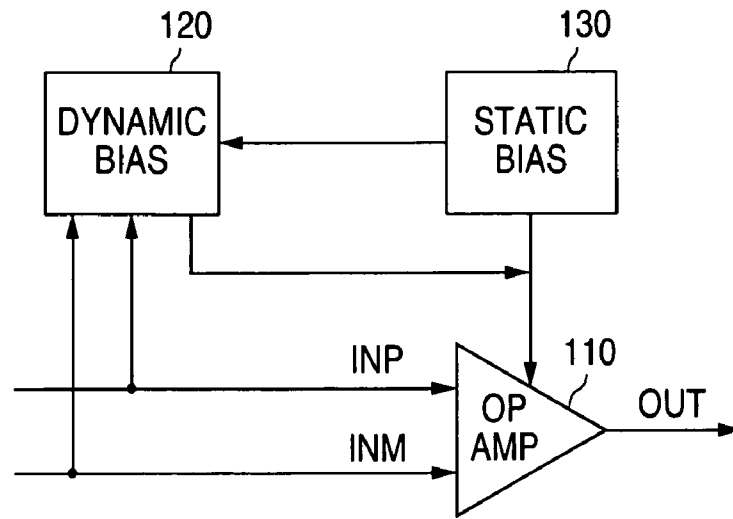 120
130
DYNAMIC
BIAS
STATIC
BIAS
INP
110
OP
AMP
OUT
INM